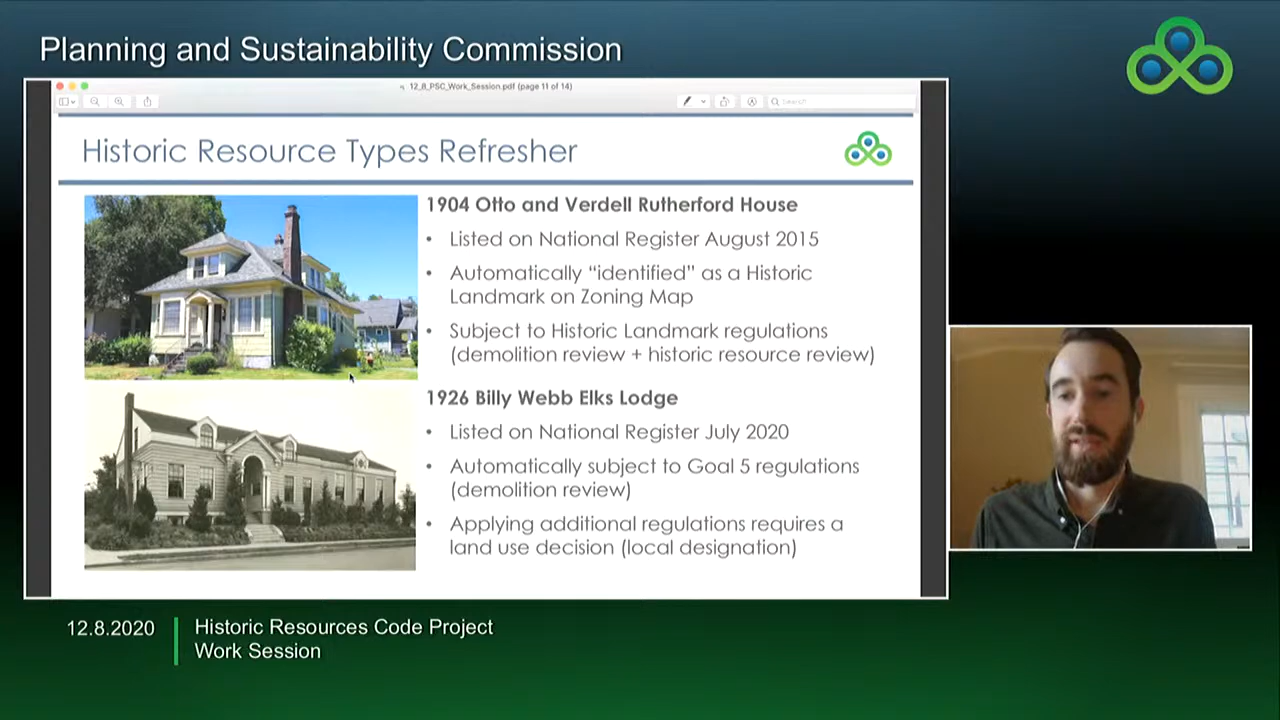 Planning and Sustainability Commission
12_8_PSC_Work_Session.pdf (page 11 of 14)
Search
Historic Resource Types Refresher
1904 Otto and Verdell Rutherford House
• Listed on National Register August 2015
• Automatically “identified” as a Historic
Landmark on Zoning Map
• Subject to Historic Landmark regulations
(demolition review + historic resource review)
1926 Billy Webb Elks Lodge
• Listed on National Register July 2020
• Automatically subject to Goal 5 regulations
(demolition review)
• Applying additional regulations requires a
land use decision (local designation)
12.8.2020
Historic Resources Code Project
Work Session